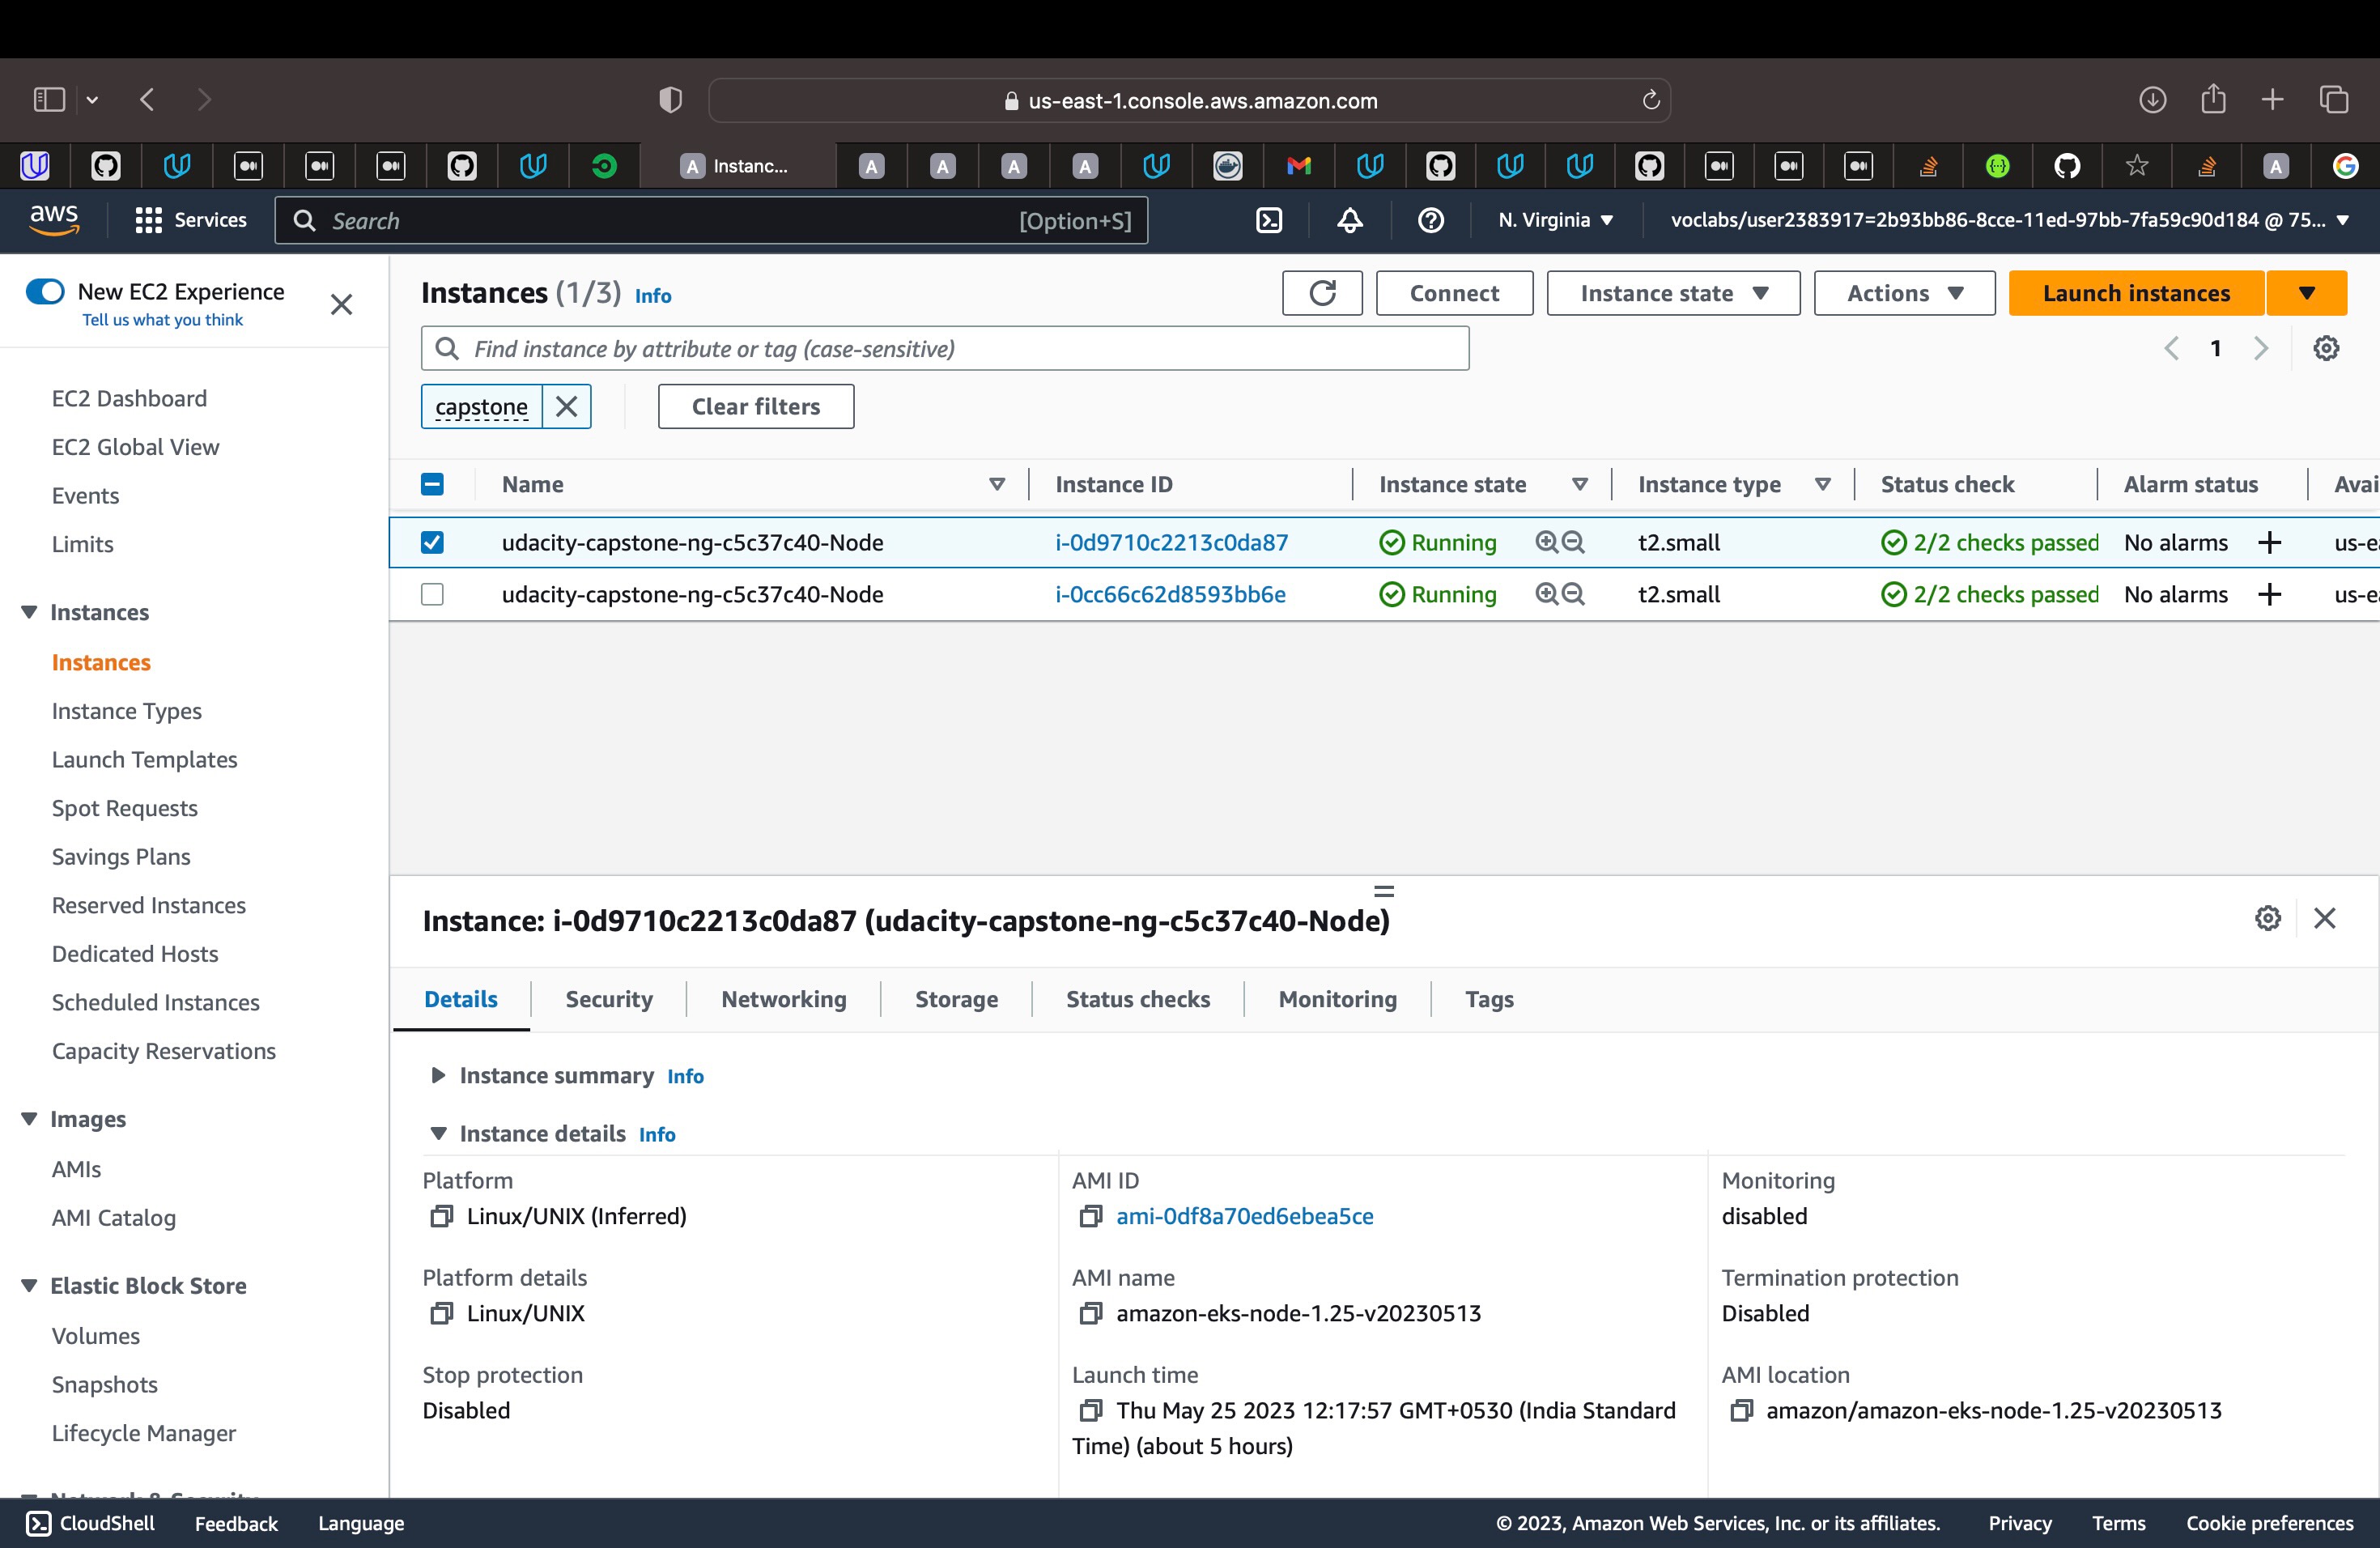 us-east-1.console.aws.amazon.com
Instanc...
aws
Services
Search
[Option+S]
N. Virginia
voclabs/user2383917=2b93bb86-8cce-11ed-97bb-7fa59c90d184 @ 75...
New EC2 Experience
Tell us what you think
EC2 Dashboard
EC2 Global View
Events
Limits
Instances
Instances
Instance Types
Launch Templates
Spot Requests
Savings Plans
Reserved Instances
Dedicated Hosts
Scheduled Instances
Capacity Reservations
Images
AMIs
AMI Catalog
Elastic Block Store
Volumes
Snapshots
Lifecycle Manager
Network & Security
Instances (1/3) Info
Connect
Instance state
Actions
Launch instances
Find instance by attribute or tag (case-sensitive)
1
capstone
Clear filters
Name Instance ID Instance state Instance type Status check Alarm status Avai
udacity-capstone-ng-c5c37c40-Node i-0d9710c2213c0da87 Running t2.small 2/2 checks passed No alarms + us-e
udacity-capstone-ng-c5c37c40-Node i-0cc66c62d8593bb6e Running t2.small 2/2 checks passed No alarms + us-e
Instance: i-0d9710c2213c0da87 (udacity-capstone-ng-c5c37c40-Node)
Details Security Networking Storage Status checks Monitoring Tags
Instance summary Info
Instance details Info
Platform
Linux/UNIX (Inferred)
AMI ID
ami-0df8a70ed6ebea5ce
Monitoring
disabled
Platform details
Linux/UNIX
AMI name
amazon-eks-node-1.25-v20230513
Termination protection
Disabled
Stop protection
Disabled
Launch time
Thu May 25 2023 12:17:57 GMT+0530 (India Standard
Time) (about 5 hours)
AMI location
amazon/amazon-eks-node-1.25-v20230513
CloudShell Feedback Language
© 2023, Amazon Web Services, Inc. or its affiliates. Privacy Terms Cookie preferences